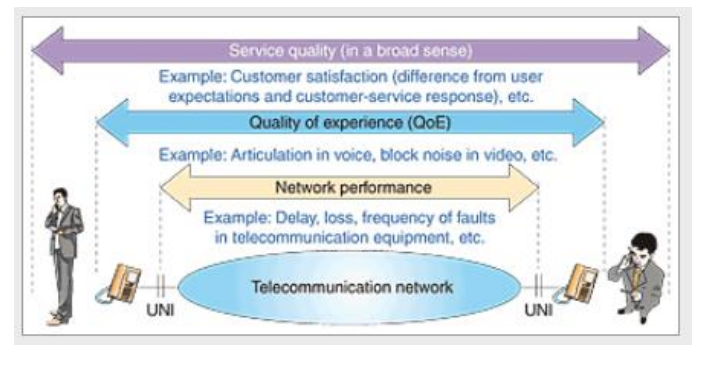 Service quality (in a broad sense)
Example: Customer satisfaction (difference from user
expectations and customer-service response), etc.
Quality of experience (QoE)
Example: Articulation in voice, block noise in video, etc.
Network performance
Example: Delay, loss, frequency of faults
in telecommunication equipment, etc.
Telecommunication network
UNI
UNI